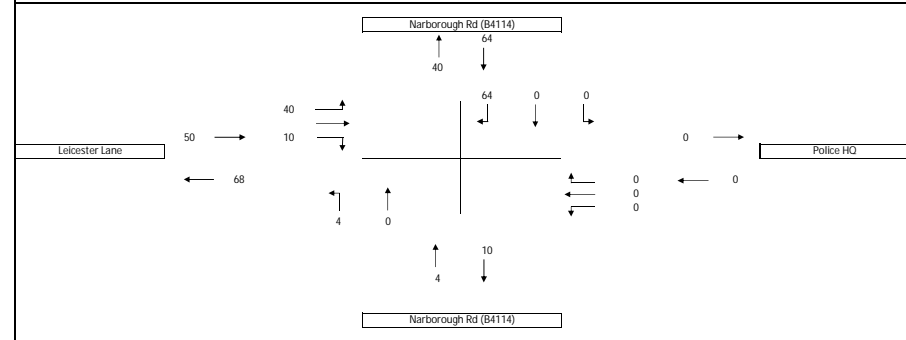 Narborough Rd (B4114)
64
40
64 0 0
40
50 10 0
Leicester Lane Police HQ
68 0 0
0
0
4 0
10
4
Narborough Rd (B4114)